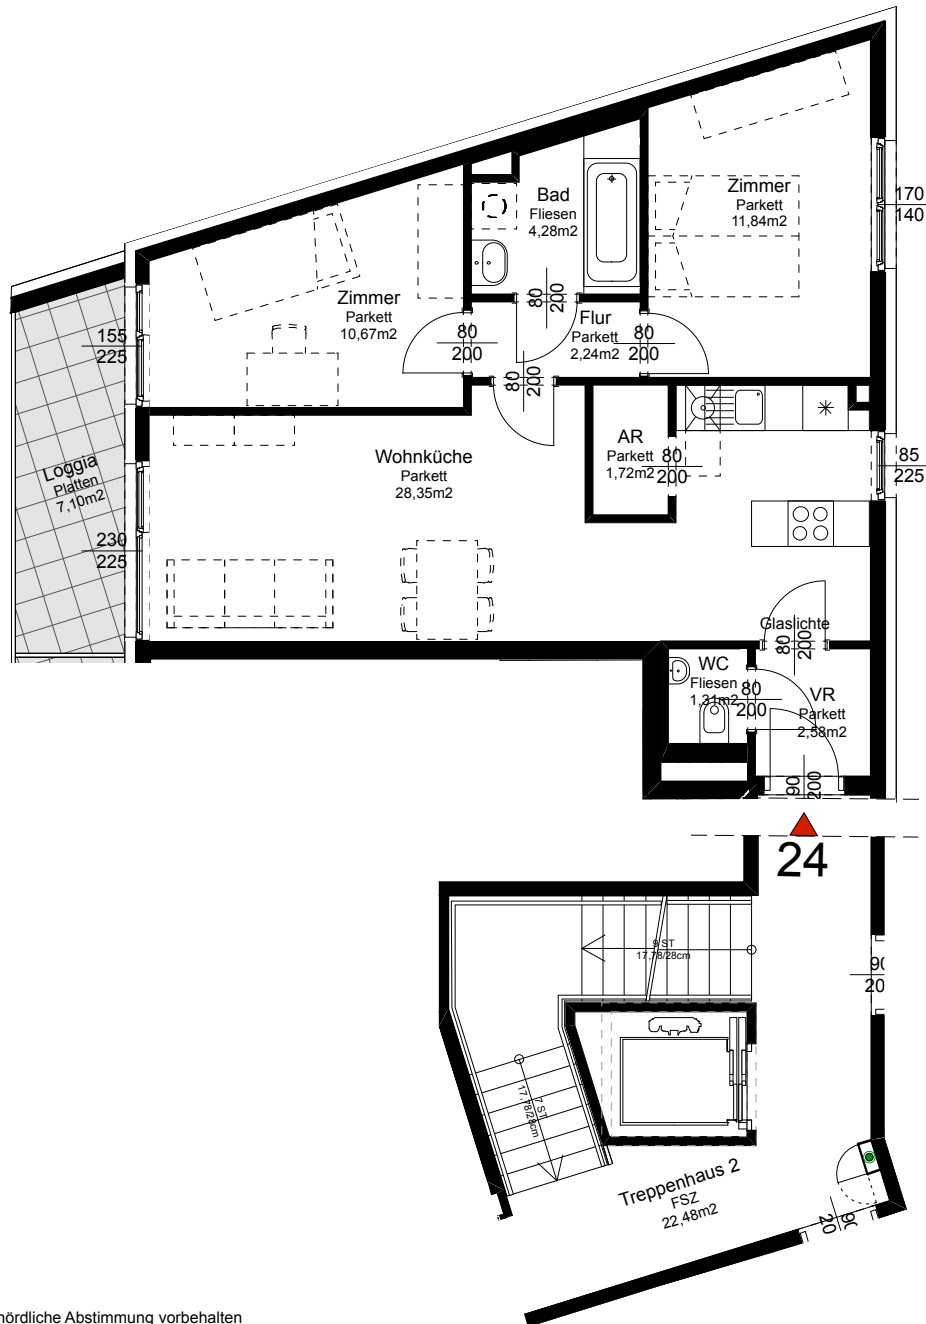 Zimmer
Parkett
11,84m2
170
140
Bad
Fliesen
4,28m2
80
200
Zimmer
Parkett
10,67m2
Flur
Parkett
2,24m2
155
225
80
200
80
200
80
200
Wohnküche
Parkett
28,35m2
AR
Parkett
1,72m2
80
200
85
225
Loggia
Platten
7,10m2
230
225
Glaslichte
80
200
WC
Fliesen
1,31m2
80
200
VR
Parkett
2,58m2
90
200
24
9 ST
17,78/28cm
90
20
7 ST
17,78/28cm
Treppenhaus 2
FSZ
22,48m2
90
20
nördliche Abstimmung vorbehalten